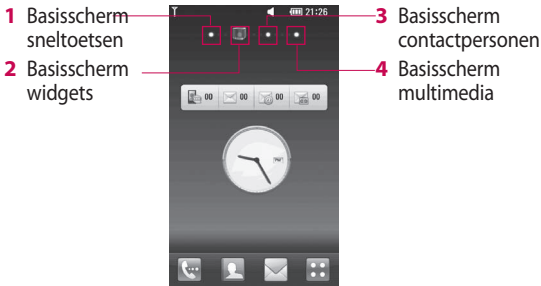 1 Basisscherm
sneltoetsen
2 Basisscherm
widgets
3 Basisscherm
contactpersonen
4 Basisscherm
multimedia
21:26
00 00 00 00